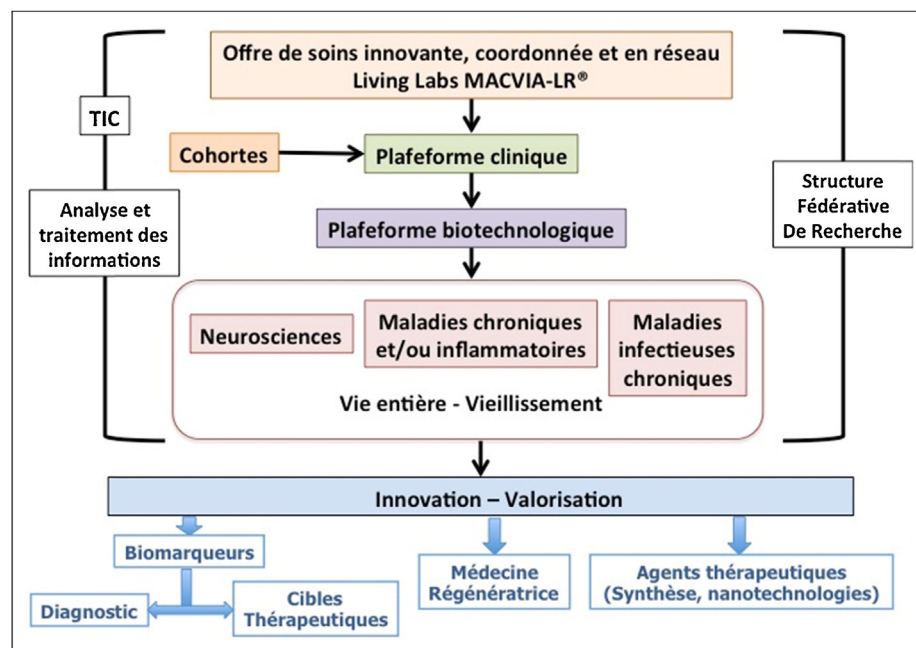 Offre de soins innovante, coordonnée et en réseau
Living Labs MACVIA-LR®
TIC
Cohortes
Plafeforme clinique
Analyse et
traitement des
informations
Structure
Fédérative
De Recherche
Plafeforme biotechnologique
Neurosciences
Maladies chroniques
et/ou inflammatoires
Maladies
infectieuses
chroniques
Vie entière - Vieillissement
Innovation – Valorisation
Biomarqueurs
Diagnostic
Cibles
Thérapeutiques
Médecine
Régénératrice
Agents thérapeutiques
(Synthèse, nanotechnologies)